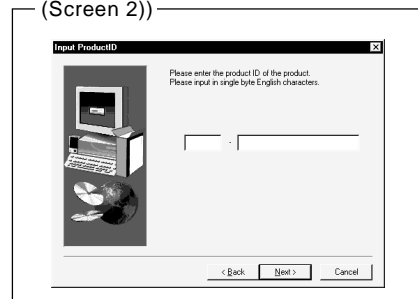 (Screen 2))
Input ProductID
Please enter the product ID of the product.
Please input in single byte English characters.
-
< Back Next > Cancel